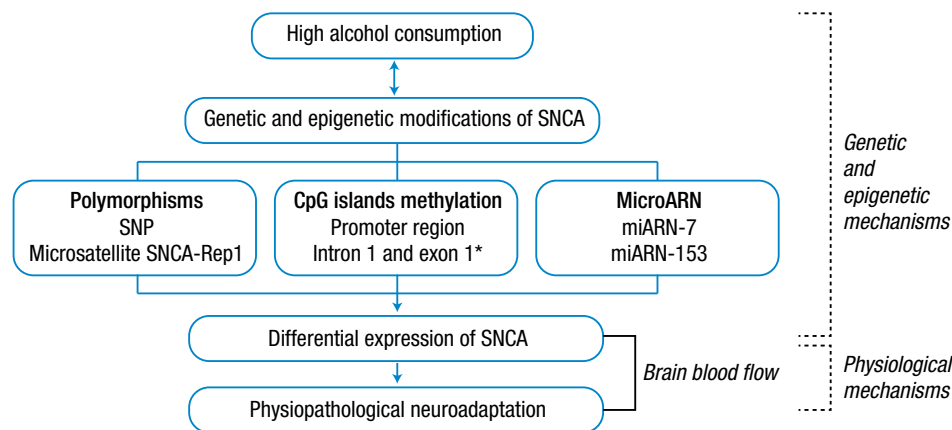 High alcohol consumption
Genetic and epigenetic modifications of SNCA
Polymorphisms
SNP
Microsatellite SNCA-Rep1
CpG islands methylation
Promoter region
Intron 1 and exon 1*
MicroARN
miARN-7
miARN-153
Differential expression of SNCA
Physiopathological neuroadaptation
Brain blood flow
Genetic
and
epigenetic
mechanisms
Physiological
mechanisms